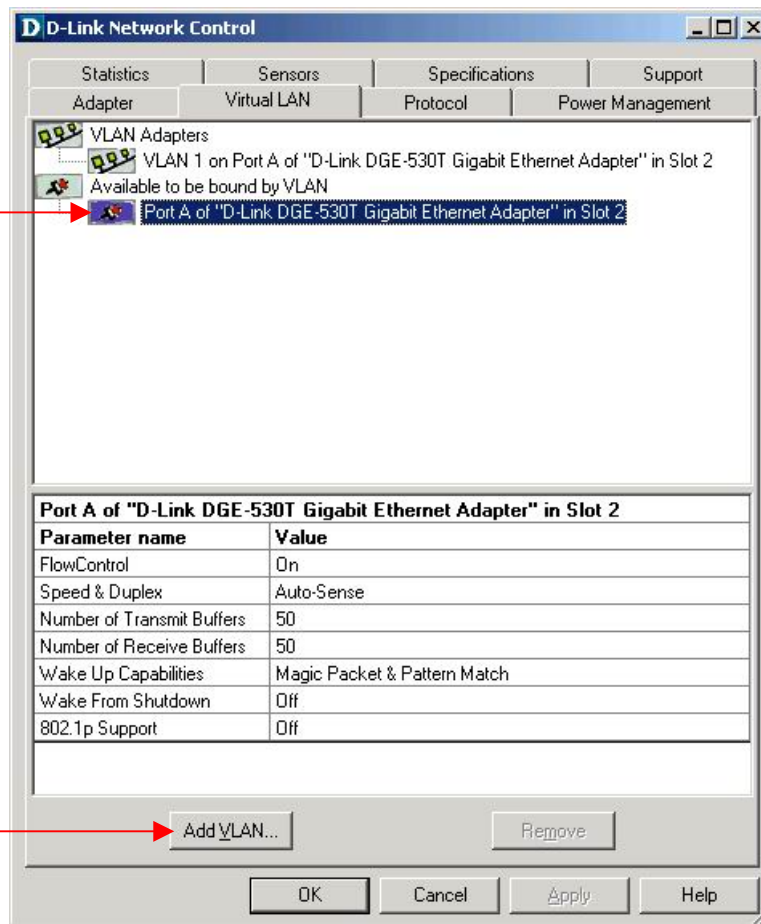 D D-Link Network Control
Statistics Sensors Specifications Support
Adapter Virtual LAN Protocol Power Management
VLAN Adapters
VLAN 1 on Port A of "D-Link DGE-530T Gigabit Ethernet Adapter" in Slot 2
Available to be bound by VLAN
Port A of "D-Link DGE-530T Gigabit Ethernet Adapter" in Slot 2
Port A of "D-Link DGE-530T Gigabit Ethernet Adapter" in Slot 2
Parameter name Value
FlowControl On
Speed & Duplex Auto-Sense
Number of Transmit Buffers 50
Number of Receive Buffers 50
Wake Up Capabilities Magic Packet & Pattern Match
Wake From Shutdown Off
802.1p Support Off
Add VLAN... Remove
OK Cancel Apply Help